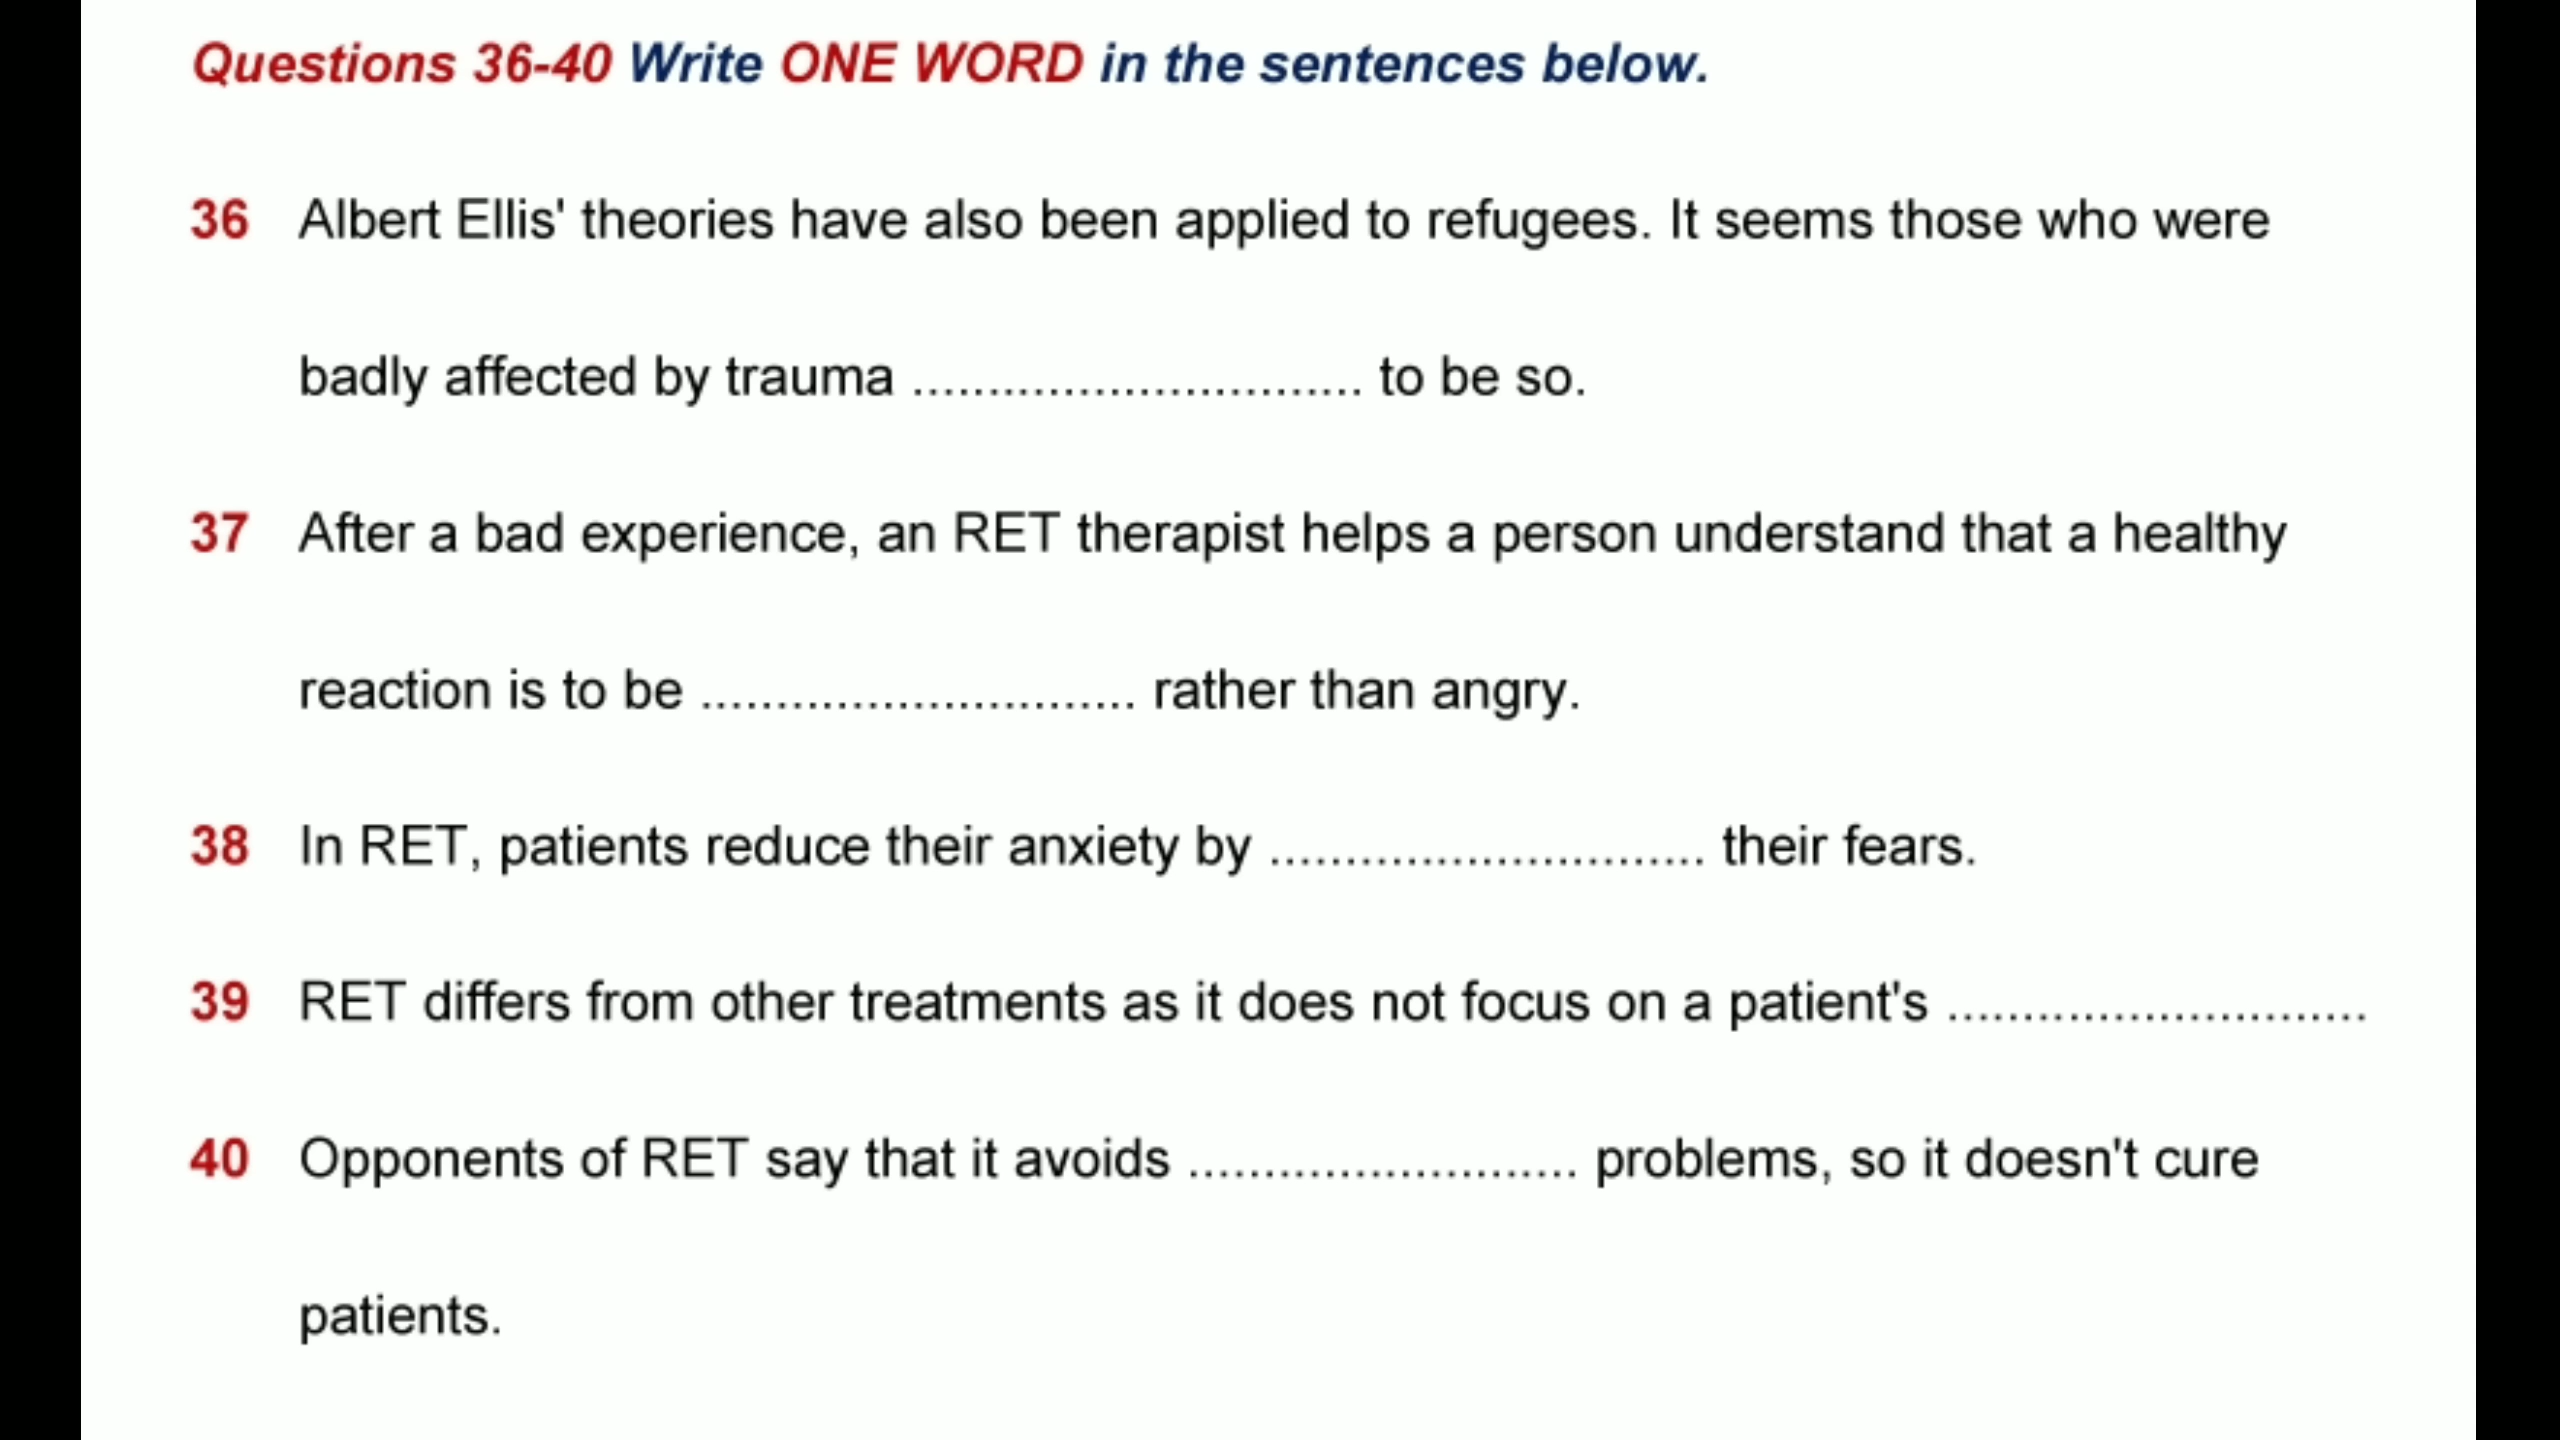 Questions 36-40 Write ONE WORD in the sentences below.
36 Albert Ellis' theories have also been applied to refugees. It seems those who were
badly affected by trauma .............................. to be so.
37 After a bad experience, an RET therapist helps a person understand that a healthy
reaction is to be ............................. rather than angry.
38 In RET, patients reduce their anxiety by ............................. their fears.
39 RET differs from other treatments as it does not focus on a patient's ............................
40 Opponents of RET say that it avoids .......................... problems, so it doesn't cure
patients.